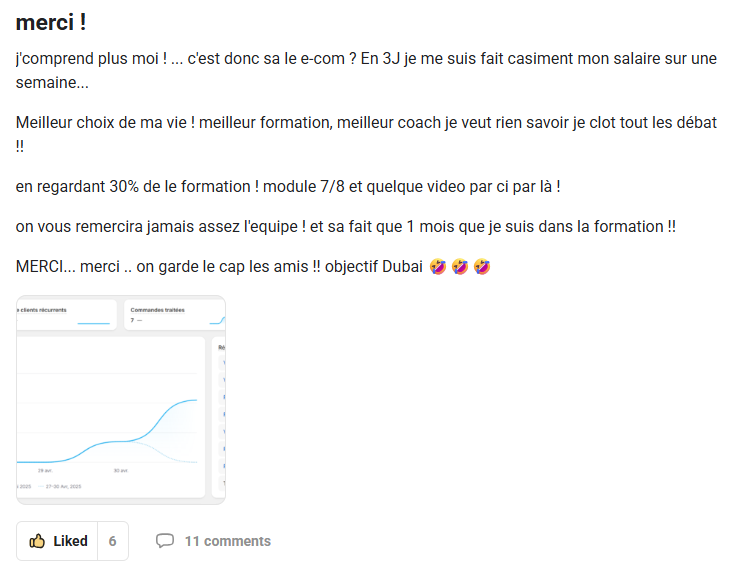 merci !
j'comprend plus moi ! ... c'est donc sa le e-com ? En 3J je me suis fait casiment mon salaire sur une
semaine...
Meilleur choix de ma vie ! meilleur formation, meilleur coach je veut rien savoir je clot tout les débat
!!
en regardant 30% de le formation ! module 7/8 et quelque video par ci par là !
on vous remercira jamais assez l'equipe ! et sa fait que 1 mois que je suis dans la formation !!
MERCI... merci .. on garde le cap les amis !! objectif Dubai 🤣 🤣 🤣
clients récurrents
Commandes traitées
7 —
29 avr.
30 avr.
2025 — 27-28 avr., 2025
Liked 6 11 comments